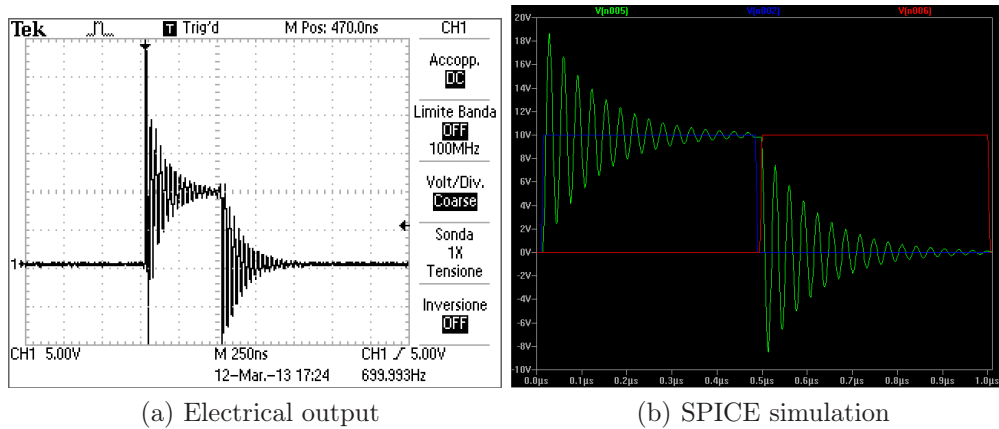 Tek T Trig'd M Pos: 470.0ns CH1
Accopp.
DC
Limite Banda
OFF
100MHz
Volt/Div.
Coarse
Sonda
1X
Tensione
Inversione
OFF
1
CH1 5.00V M 250ns CH1 5.00V
12-Mar.-13 17:24 699.993Hz
V[n005] V[n002] V[n006]
20V
18V
16V
14V
12V
10V
8V
6V
4V
2V
0V
-2V
-4V
-6V
-8V
-10V
0.0µs 0.1µs 0.2µs 0.3µs 0.4µs 0.5µs 0.6µs 0.7µs 0.8µs 0.9µs 1.0µs
(a) Electrical output
(b) SPICE simulation